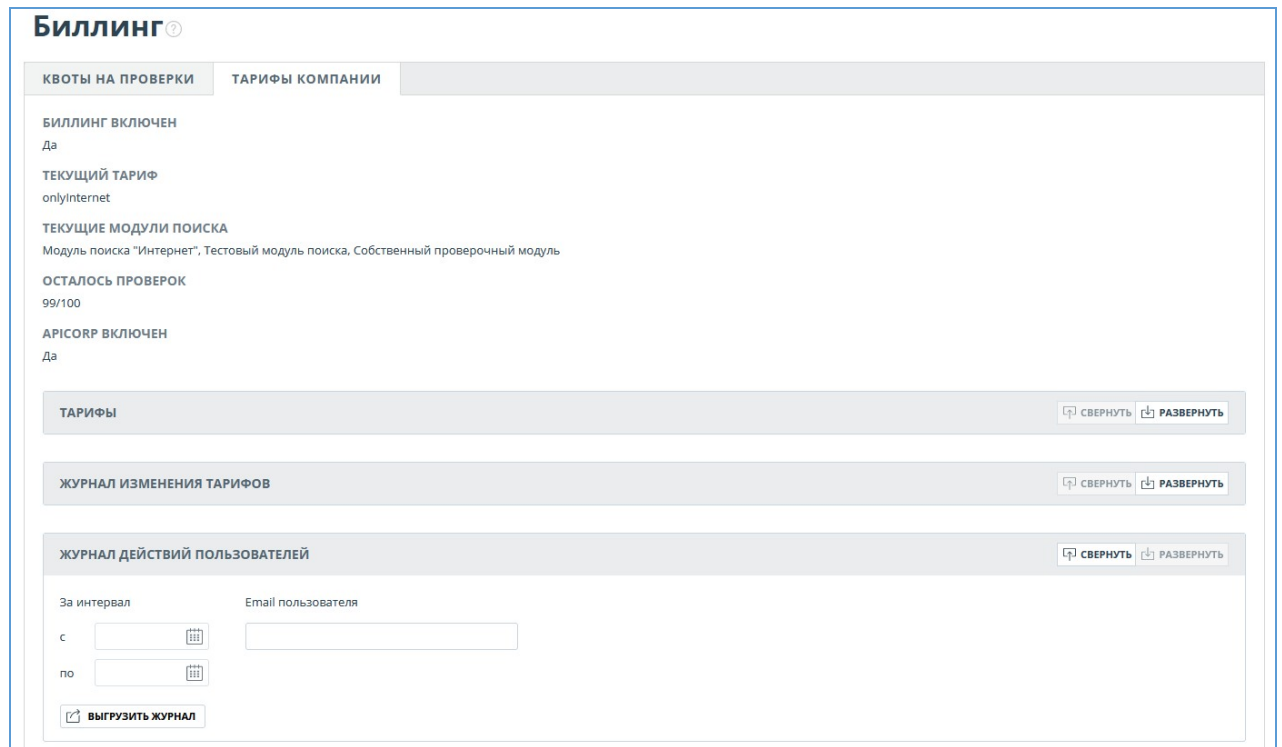 Биллинг ?
КВОТЫ НА ПРОВЕРКИ ТАРИФЫ КОМПАНИИ
БИЛЛИНГ ВКЛЮЧЕН
Да
ТЕКУЩИЙ ТАРИФ
onlyInternet
ТЕКУЩИЕ МОДУЛИ ПОИСКА
Модуль поиска "Интернет", Тестовый модуль поиска, Собственный проверочный модуль
ОСТАЛОСЬ ПРОВЕРОК
99/100
APICORP ВКЛЮЧЕН
Да
ТАРИФЫ СВЕРНУТЬ РАЗВЕРНУТЬ
ЖУРНАЛ ИЗМЕНЕНИЯ ТАРИФОВ СВЕРНУТЬ РАЗВЕРНУТЬ
ЖУРНАЛ ДЕЙСТВИЙ ПОЛЬЗОВАТЕЛЕЙ СВЕРНУТЬ РАЗВЕРНУТЬ
За интервал Email пользователя
с
по
ВЫГРУЗИТЬ ЖУРНАЛ